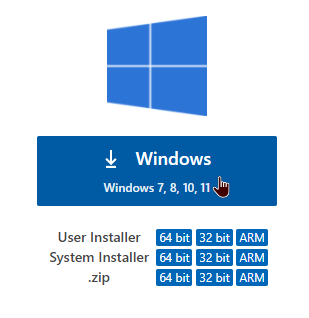 Windows
Windows 7, 8, 10, 11
User Installer 64 bit 32 bit ARM
System Installer 64 bit 32 bit ARM
.zip 64 bit 32 bit ARM